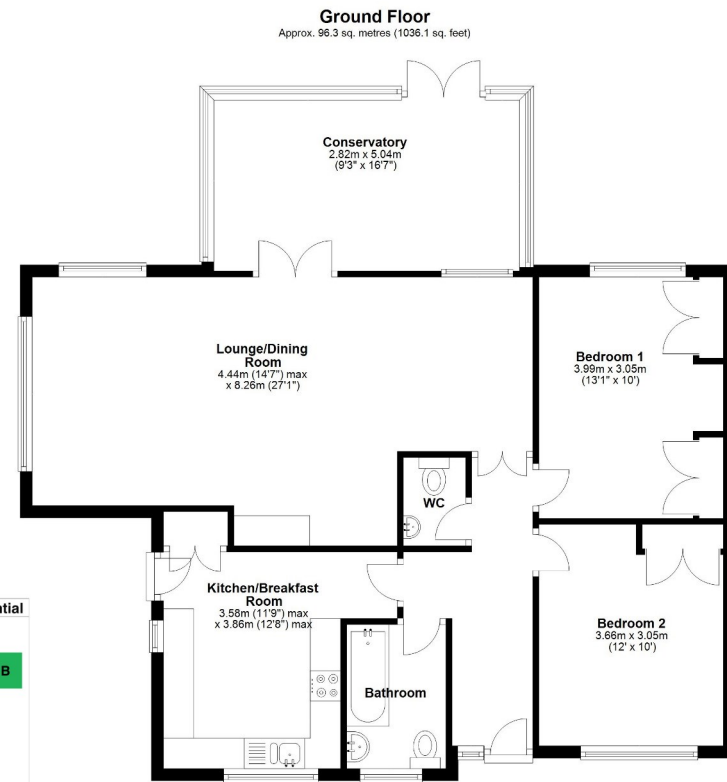 Ground Floor
Approx. 96.3 sq. metres (1036.1 sq. feet)
Conservatory
2.82m x 5.04m
(9'3" x 16'7")
Lounge/Dining
Room
4.44m (14'7") max
x 8.26m (27'1")
Bedroom 1
3.99m x 3.05m
(13'1" x 10')
WC
Kitchen/Breakfast
Room
3.58m (11'9") max
x 3.86m (12'8") max
Bedroom 2
3.66m x 3.05m
(12' x 10')
Bathroom
tial
B